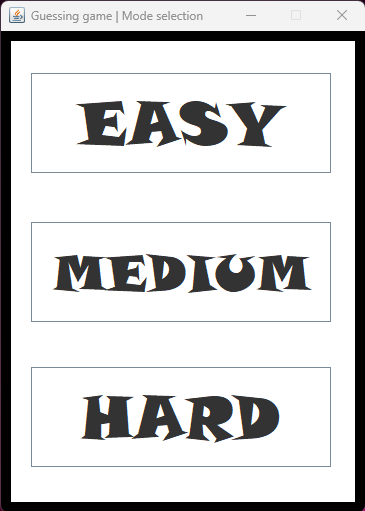 Guessing game | Mode selection
EASY
MEDIUM
HARD